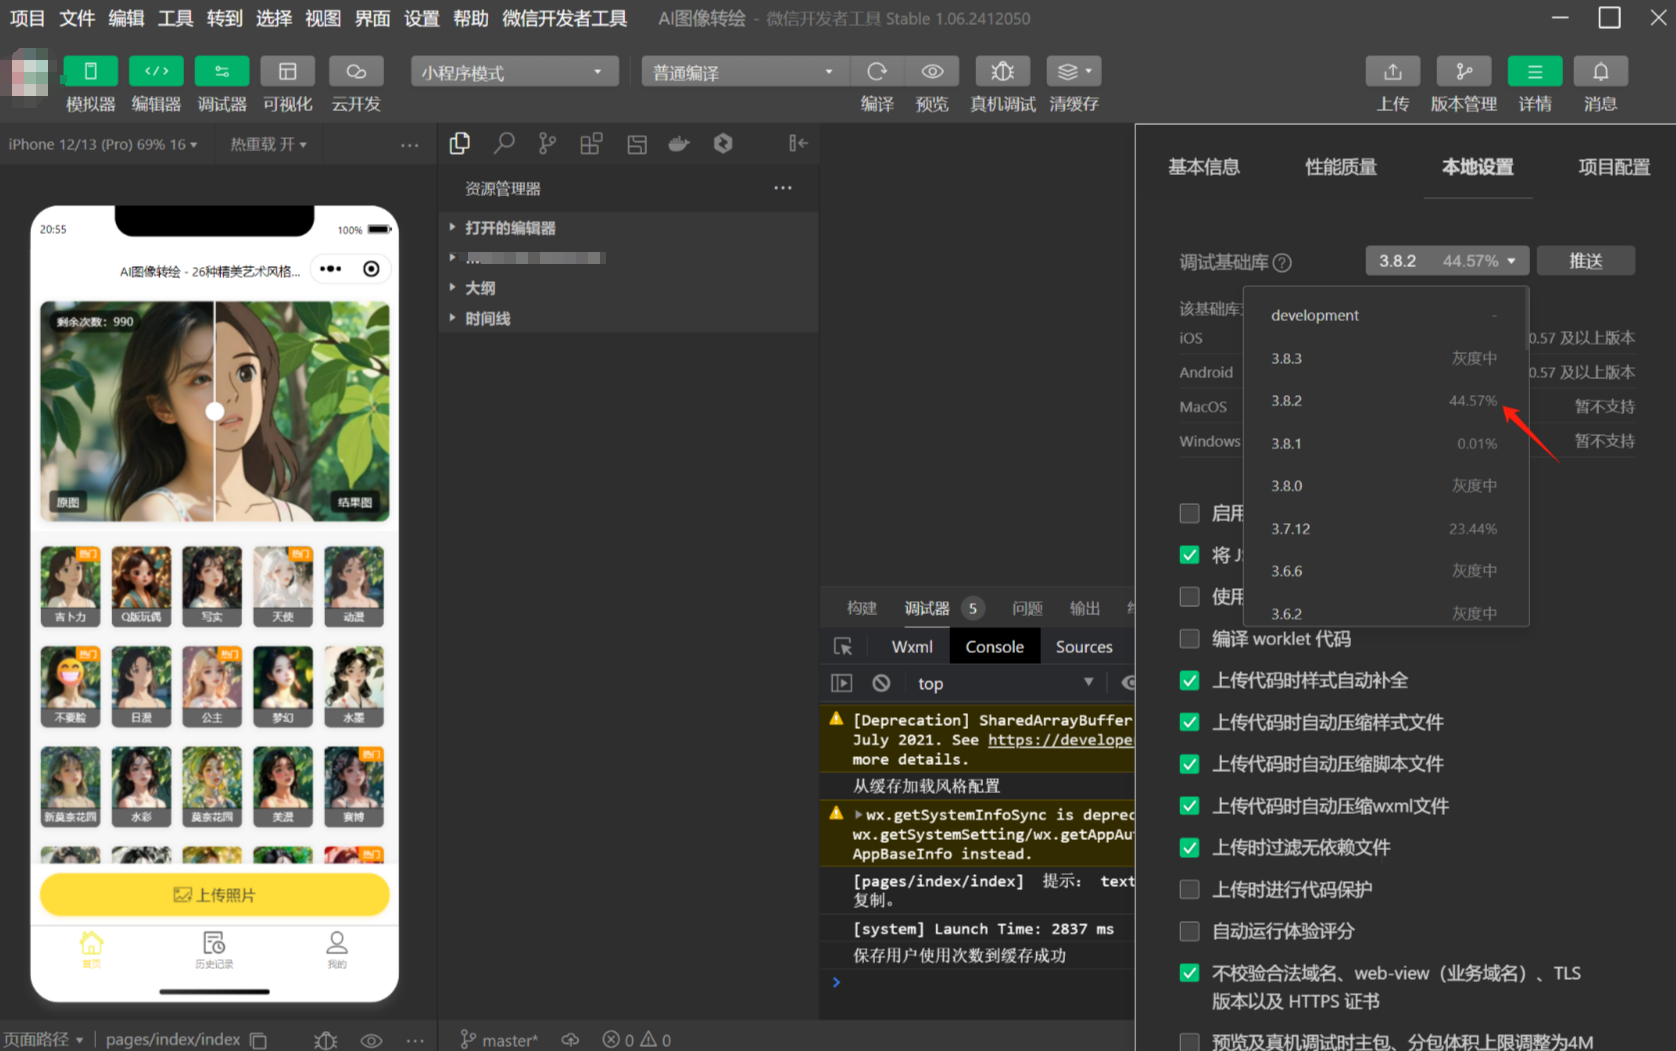 项目 文件 编辑 工具 转到 选择 视图 界面 设置 帮助 微信开发者工具 AI图像转绘 - 微信开发者工具 Stable 1.06.2412050
小程序模式 普通编译
模拟器 编辑器 调试器 可视化 云开发 编译 预览 真机调试 清缓存 上传 版本管理 详情 消息
iPhone 12/13 (Pro) 69% 16 热重载 开
20:55 100%
AI图像转绘 - 26种精美艺术风格...
剩余次数: 990
原图 结果图
热门 热门
吉卜力 Q版玩偶 写实 天使 动漫
热门 热门
不要脸 日漫 公主 梦幻 水墨
热门
新莫奈花园 水彩 莫奈花园 美漫 赛博
热门
上传照片
首页 历史记录 我的
页面路径 pages/index/index
资源管理器
打开的编辑器
大纲
时间线
master* 0 0
构建 调试器 5 问题 输出
Wxml Console Sources
top
[Deprecation] SharedArrayBuffer
July 2021. See https://develope
more details.
从缓存加载风格配置
wx.getSystemInfoSync is deprec
wx.getSystemSetting/wx.getAppAu
AppBaseInfo instead.
[pages/index/index] 提示: text
复制。
[system] Launch Time: 2837 ms
保存用户使用次数到缓存成功
基本信息 性能质量 本地设置 项目配置
调试基础库 3.8.2 44.57% 推送
该基础库
iOS 0.57 及以上版本
Android 0.57 及以上版本
MacOS 暂不支持
Windows 暂不支持
development -
3.8.3 灰度中
3.8.2 44.57%
3.8.1 0.01%
3.8.0 灰度中
3.7.12 23.44%
3.6.6 灰度中
3.6.2 灰度中
启用
将 J
使用
编译 worklet 代码
上传代码时样式自动补全
上传代码时自动压缩样式文件
上传代码时自动压缩脚本文件
上传代码时自动压缩wxml文件
上传时过滤无依赖文件
上传时进行代码保护
自动运行体验评分
不校验合法域名、web-view（业务域名）、TLS
版本以及 HTTPS 证书
预览及真机调试时主包、分包体积上限调整为4M